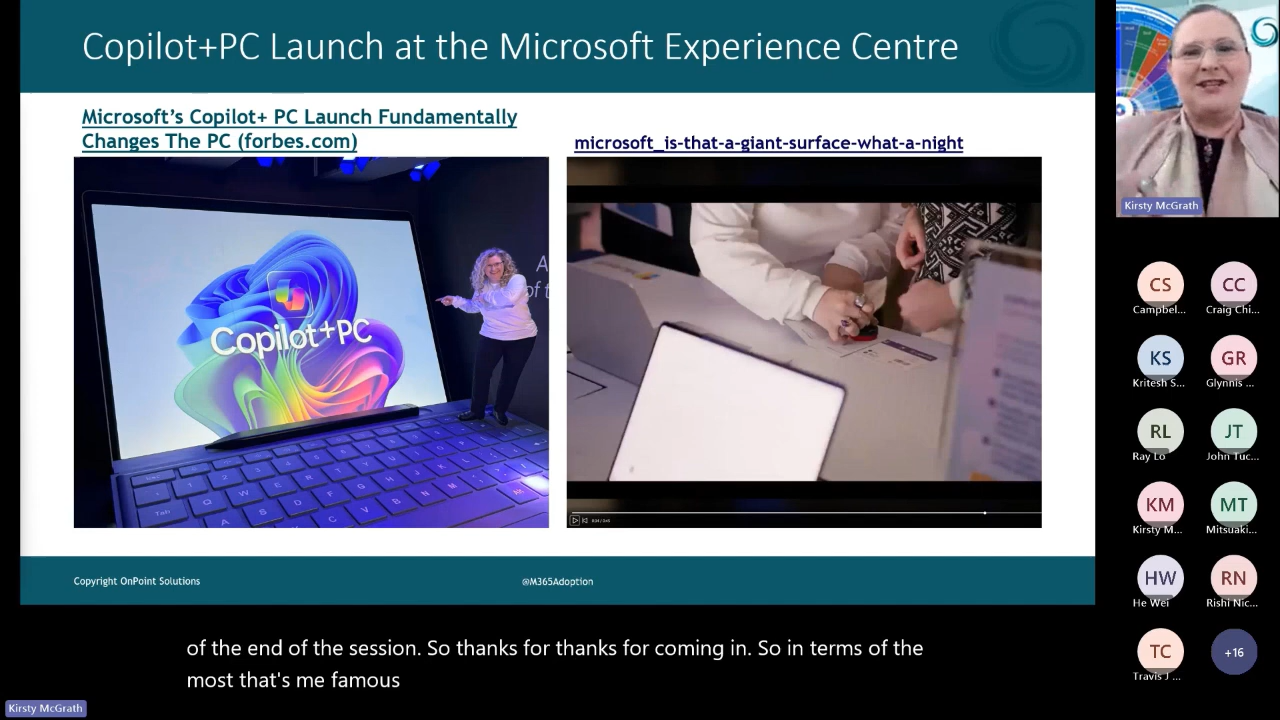 Copilot+PC Launch at the Microsoft Experience Centre
Microsoft's Copilot+ PC Launch Fundamentally
Changes The PC (forbes.com)
microsoft_is-that-a-giant-surface-what-a-night
Copilot+PC
A
of t
Copyright OnPoint Solutions
@M365Adoption
of the end of the session. So thanks for thanks for coming in. So in terms of the
most that's me famous
Kirsty McGrath
Kirsty McGrath
CS
Campbel...
CC
Craig Chi...
KS
Kritesh S...
GR
Glynnis ...
RL
Ray Lo
JT
John Tuc...
KM
Kirsty M...
MT
Mitsuaki...
HW
He Wei
RN
Rishi Nic...
TC
Travis J ...
+16